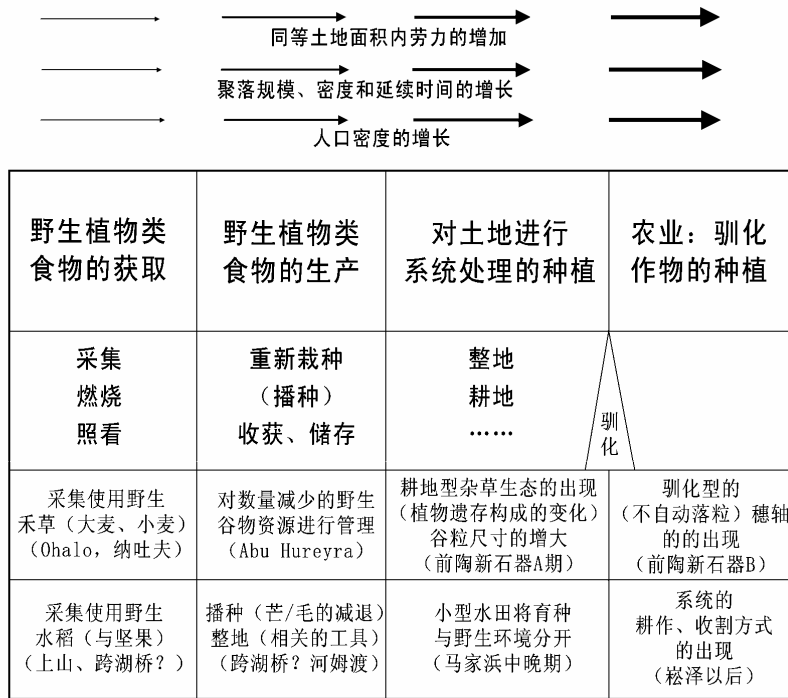 同等土地面积内劳力的增加
聚落规模、密度和延续时间的增长
人口密度的增长
野生植物类
食物的获取
野生植物类
食物的生产
对土地进行
系统处理的种植
农业：驯化
作物的种植
采集
燃烧
照看
重新栽种
（播种）
收获、储存
整地
耕地
……
驯
化
采集使用野生
禾草（大麦、小麦）
（Ohalo，纳吐夫）
对数量减少的野生
谷物资源进行管理
（Abu Hureyra）
耕地型杂草生态的出现
（植物遗存构成的变化）
谷粒尺寸的增大
（前陶新石器A期）
驯化型的
（不自动落粒）穗轴
的的出现
（前陶新石器B）
采集使用野生
水稻（与坚果）
（上山、跨湖桥？）
播种（芒/毛的减退）
整地（相关的工具）
（跨湖桥？河姆渡）
小型水田将育种
与野生环境分开
（马家浜中晚期）
系统的
耕作、收割方式
的出现
（崧泽以后）